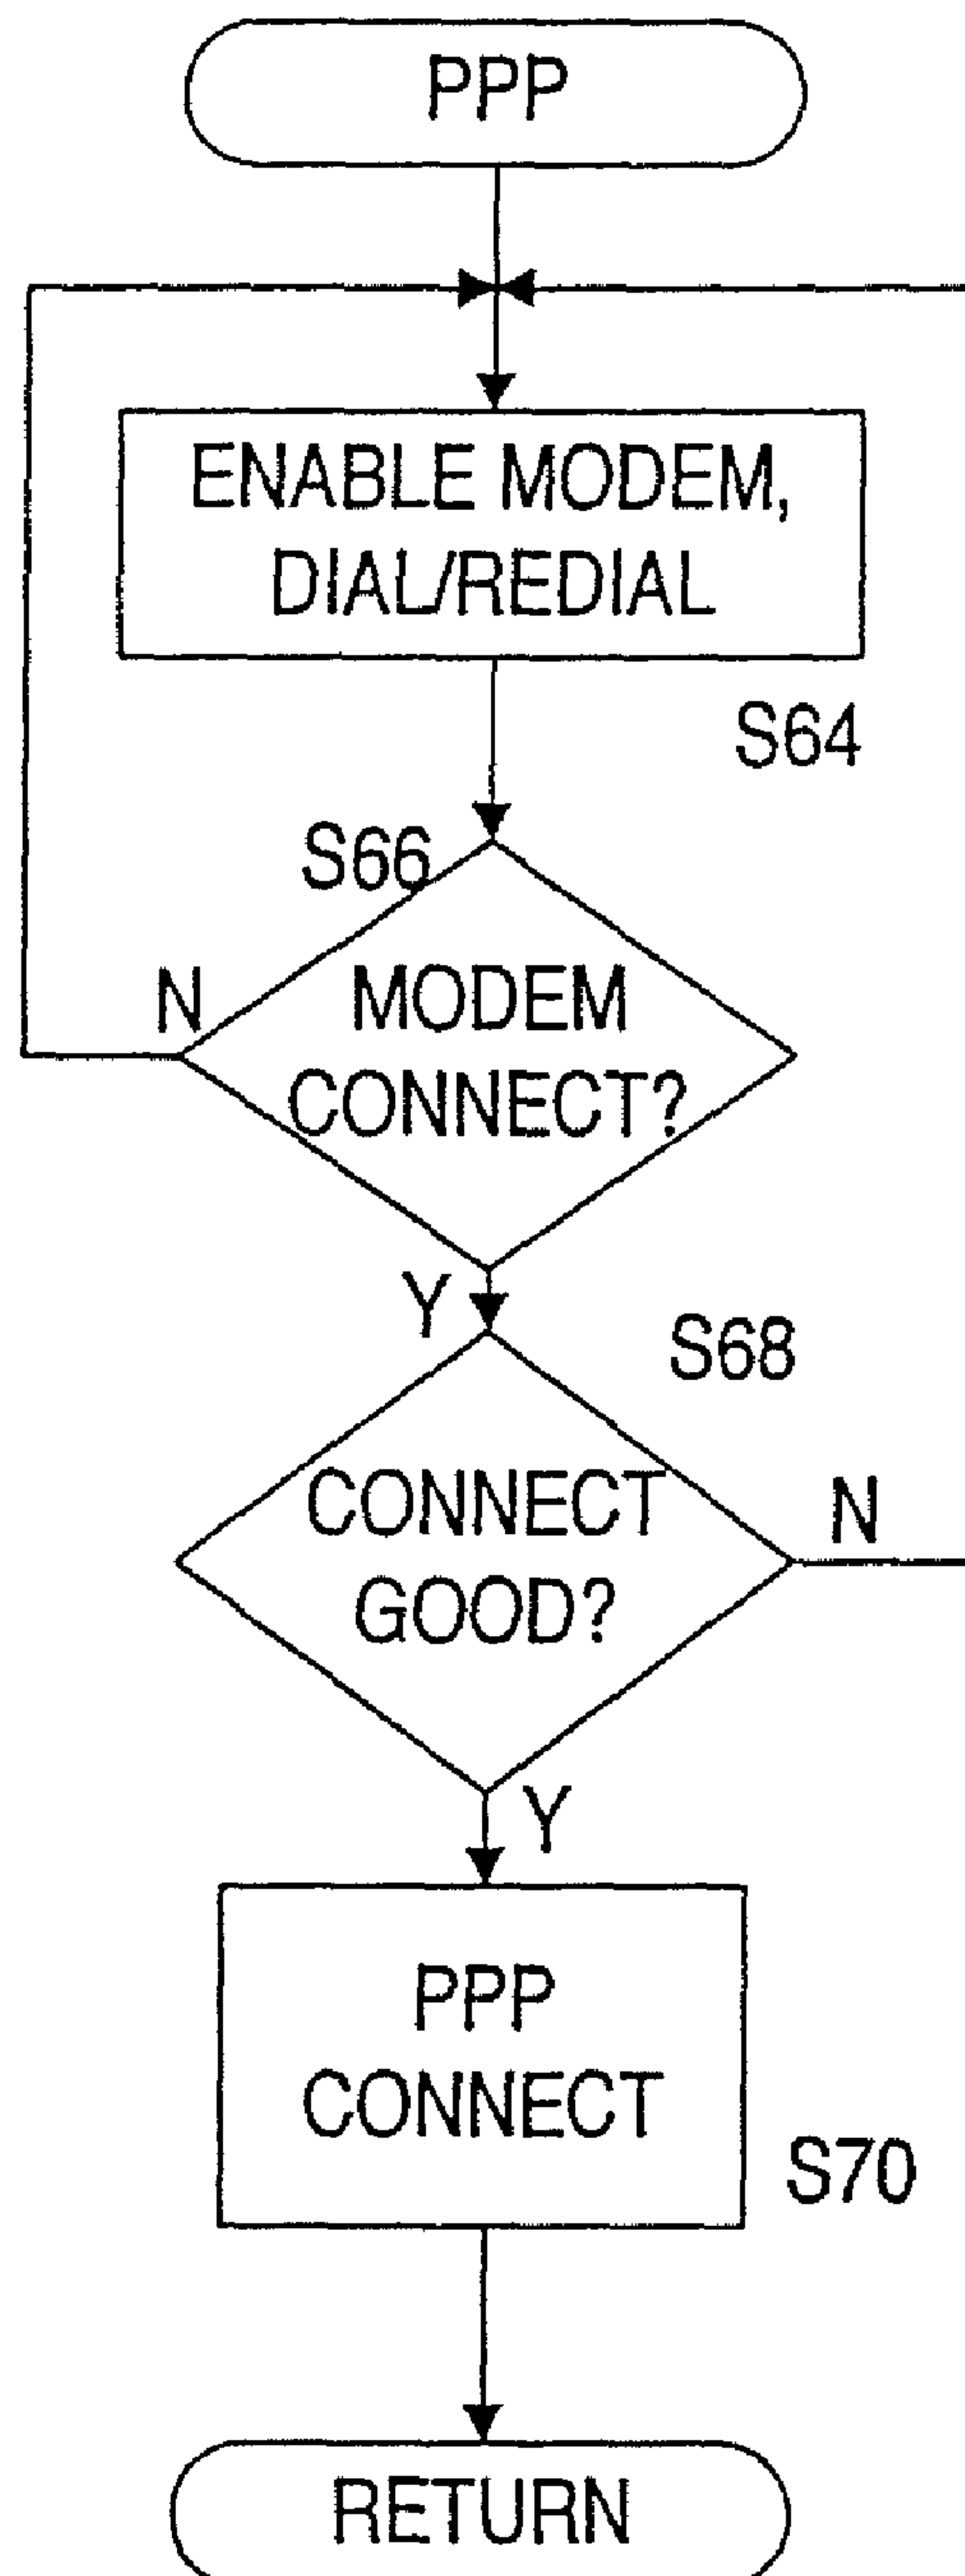 PPP
ENABLE MODEM,
DIAL/REDIAL
S64
S66
N
MODEM
CONNECT?
Y
S68
CONNECT
GOOD?
N
Y
PPP
CONNECT
S70
RETURN